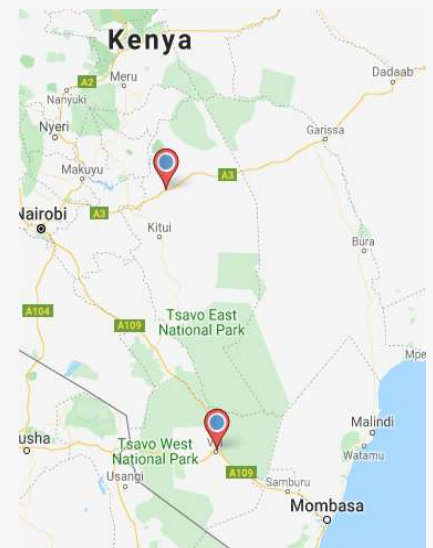 Kenya
Dadaab
A2
Meru
Nanyuki
Nyeri
Garissa
Makuyu
A3
A3
Nairobi
Kitui
Bura
A104
A109
Tsavo East
National Park
Mpe
Malindi
usha
Tsavo West
National Park
Watamu
Usangi
A109
Samburu
Mombasa